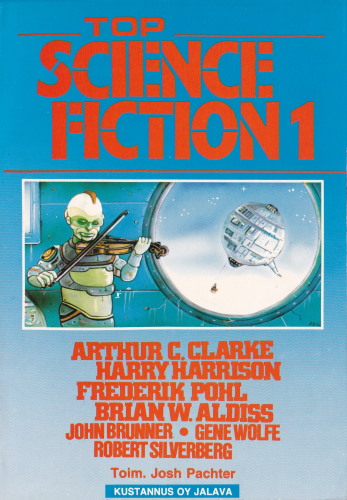 TOP
SCIENCE
FICTION 1
ARTHUR C. CLARKE
HARRY HARRISON
FREDERIK POHL
BRIAN W. ALDISS
JOHN BRUNNER • GENE WOLFE
ROBERT SILVERBERG
Toim. Josh Pachter
KUSTANNUS OY JALAVA